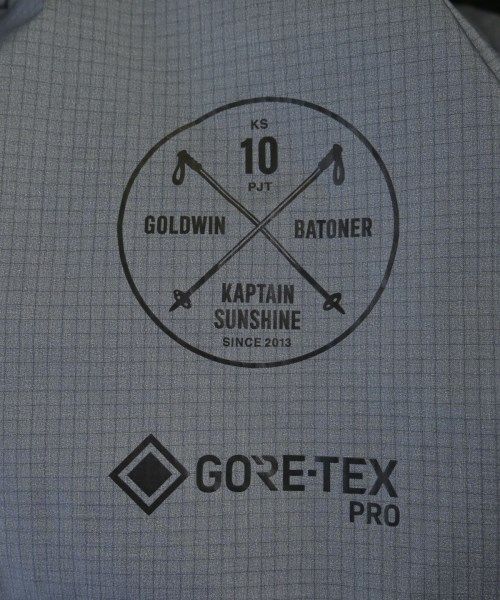 KS
10
PJT
GOLDWIN
BATONER
KAPTAIN
SUNSHINE
SINCE 2013
GORE-TEX
PRO